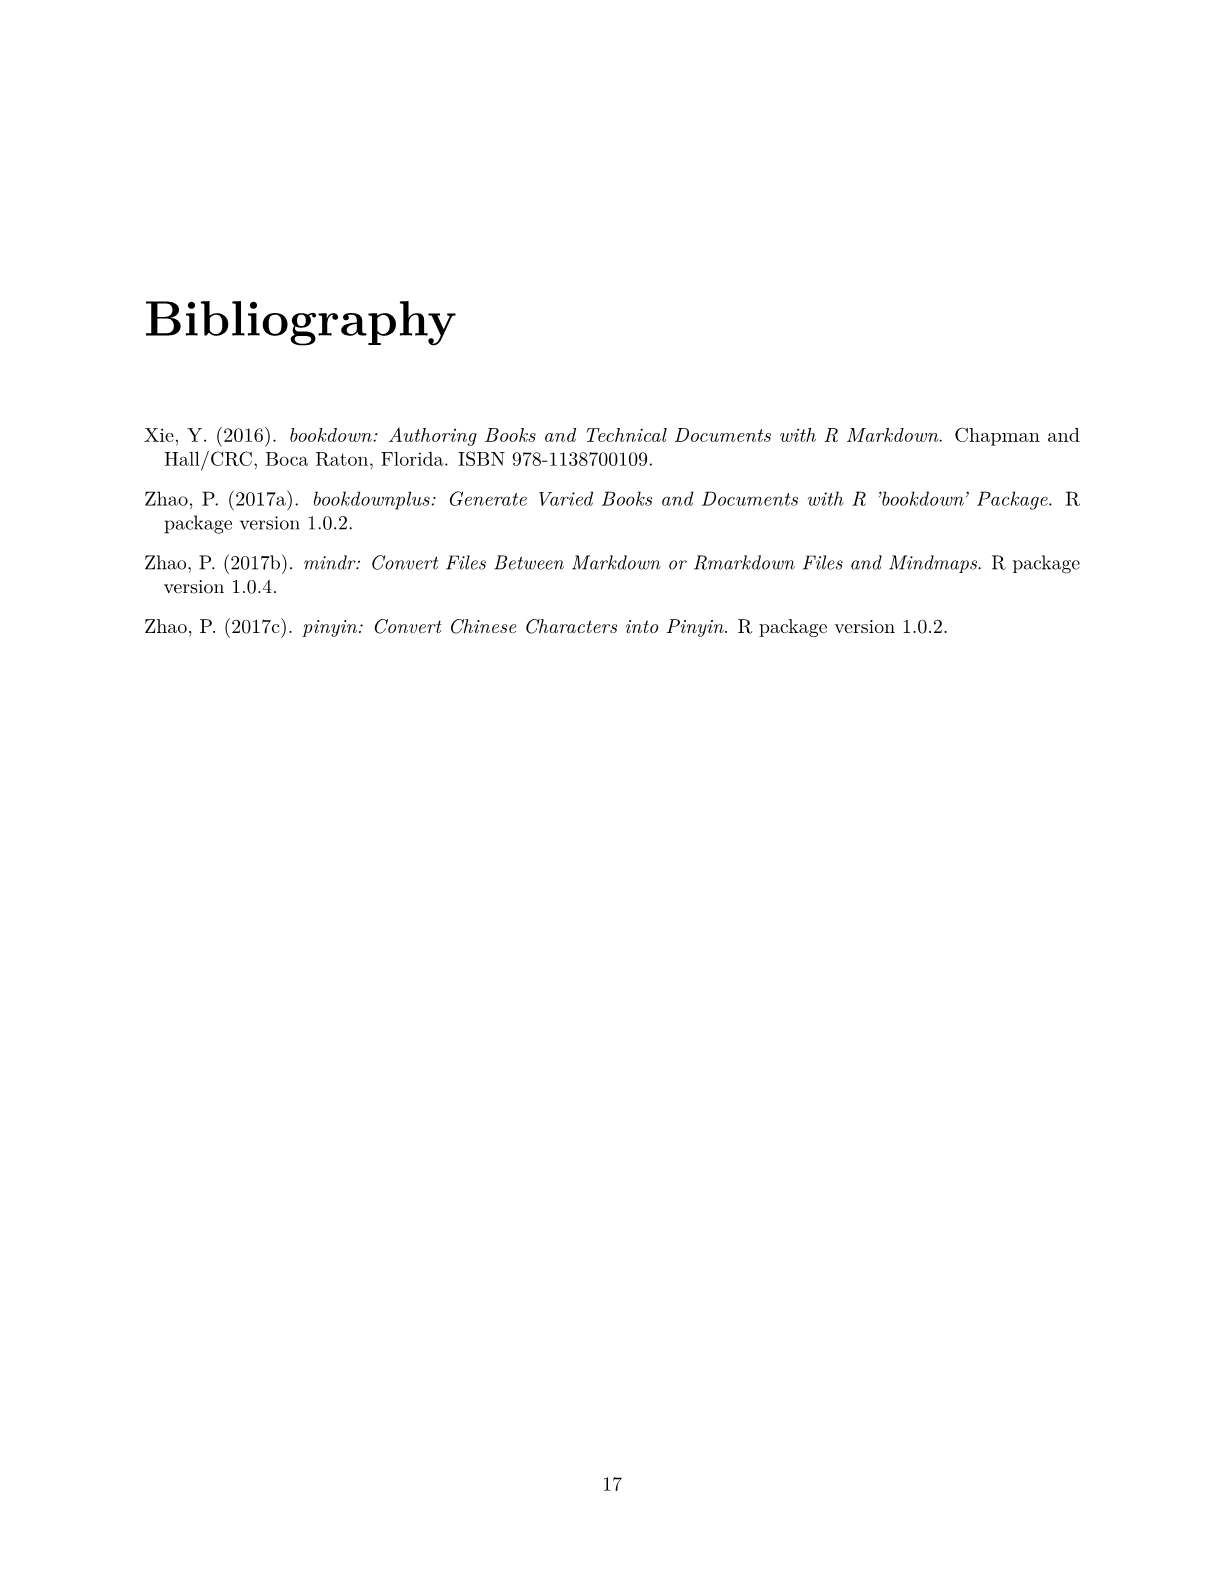 Bibliography
Xie, Y. (2016). bookdown: Authoring Books and Technical Documents with R Markdown. Chapman and
Hall/CRC, Boca Raton, Florida. ISBN 978-1138700109.
Zhao, P. (2017a). bookdownplus: Generate Varied Books and Documents with R 'bookdown' Package. R
package version 1.0.2.
Zhao, P. (2017b). mindr: Convert Files Between Markdown or Rmarkdown Files and Mindmaps. R package
version 1.0.4.
Zhao, P. (2017c). pinyin: Convert Chinese Characters into Pinyin. R package version 1.0.2.
17